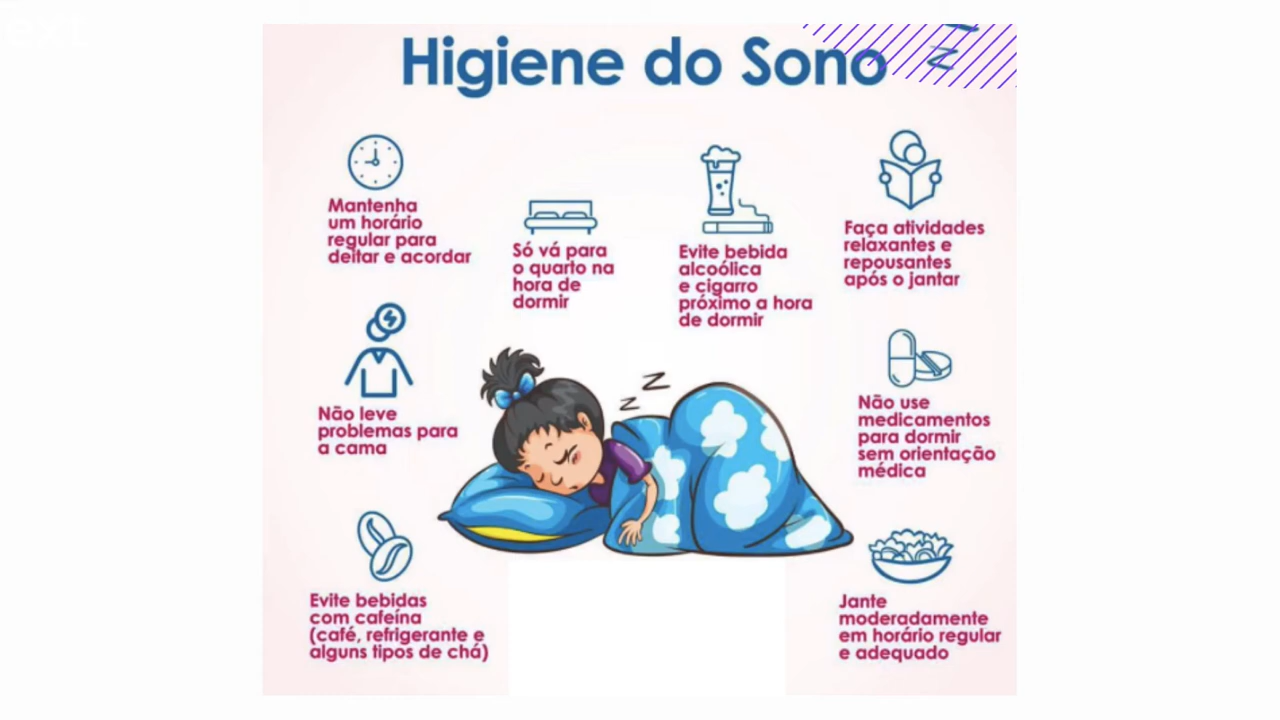 Higiene do Sono
Mantenha
um horário
regular para
deitar e acordar
Só vá para
o quarto na
hora de
dormir
Evite bebida
alcoólica
e cigarro
próximo a hora
de dormir
Faça atividades
relaxantes e
repousantes
após o jantar
Não leve
problemas para
a cama
Z
Z
Não use
medicamentos
para dormir
sem orientação
médica
Evite bebidas
com cafeína
(café, refrigerante e
alguns tipos de chá)
Jante
moderadamente
em horário regular
e adequado